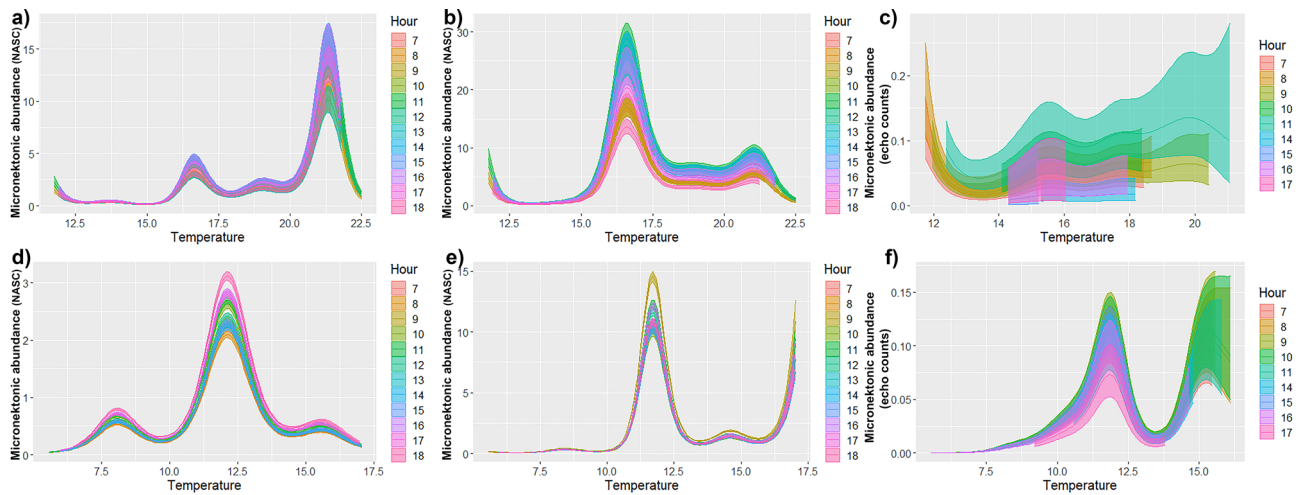 a)
Micronektonic abundance (NASC)
15
10
5
0
12.5 15.0 17.5 20.0 22.5
Temperature
Hour
7
8
9
10
11
12
13
14
15
16
17
18
b)
Micronektonic abundance (NASC)
30
20
10
0
12.5 15.0 17.5 20.0 22.5
Temperature
Hour
7
8
9
10
11
12
13
14
15
16
17
18
c)
Micronektonic abundance
(echo counts)
0.2
0.1
0.0
12 14 16 18 20
Temperature
Hour
7
8
9
10
11
14
15
16
17
d)
Micronektonic abundance (NASC)
3
2
1
0
7.5 10.0 12.5 15.0 17.5
Temperature
Hour
7
8
9
10
11
12
13
14
15
16
17
18
e)
Micronektonic abundance (NASC)
15
10
5
0
7.5 10.0 12.5 15.0 17.5
Temperature
Hour
7
8
9
10
11
12
13
14
15
16
17
18
f)
Micronektonic abundance
(echo counts)
0.15
0.10
0.05
0.00
7.5 10.0 12.5 15.0
Temperature
Hour
7
8
9
10
11
14
15
16
17